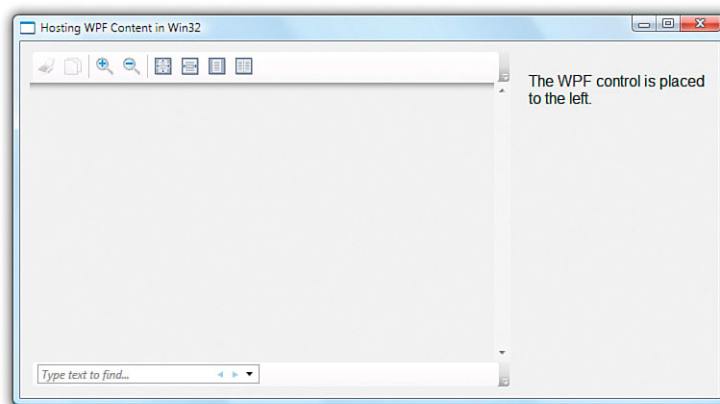 Hosting WPF Content in Win32
The WPF control is placed
to the left.
Type text to find...